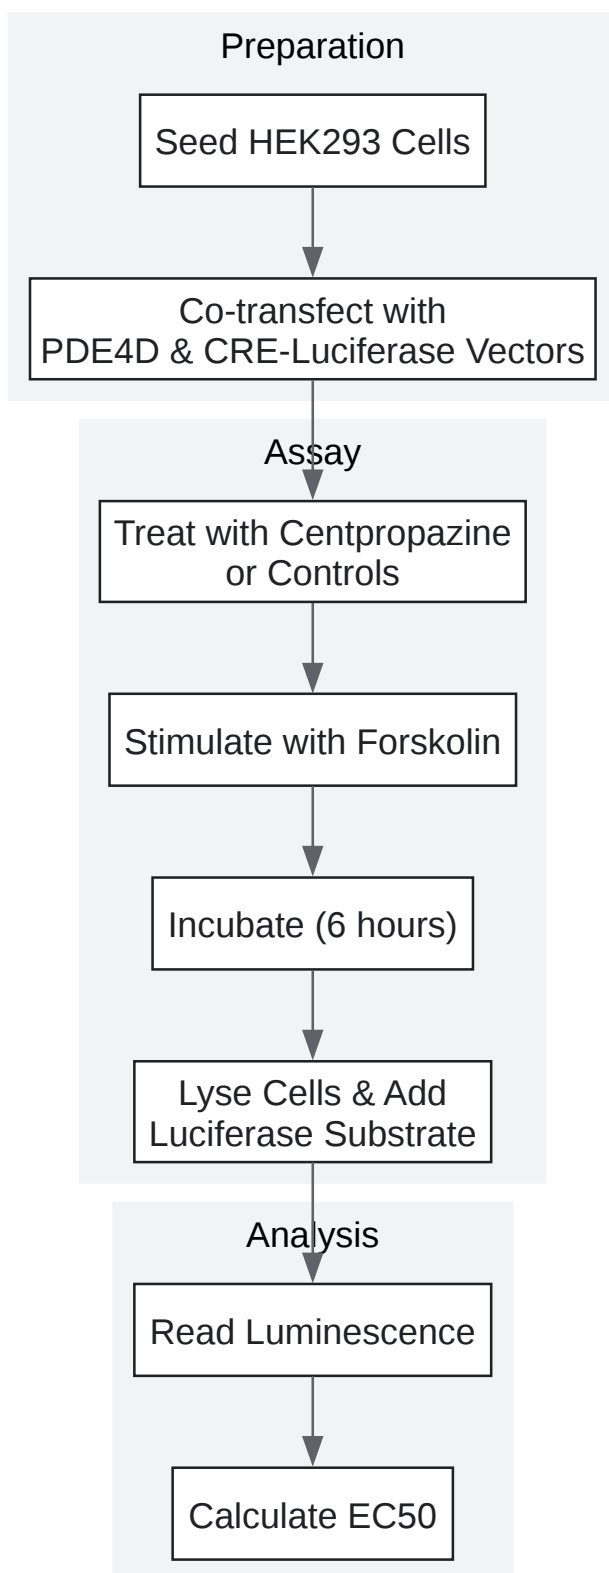 Preparation
Seed HEK293 Cells
Co-transfect with
PDE4D & CRE-Luciferase Vectors
Assay
Treat with Centpropazine
or Controls
Stimulate with Forskolin
Incubate (6 hours)
Lyse Cells & Add
Luciferase Substrate
Analysis
Read Luminescence
Calculate EC50